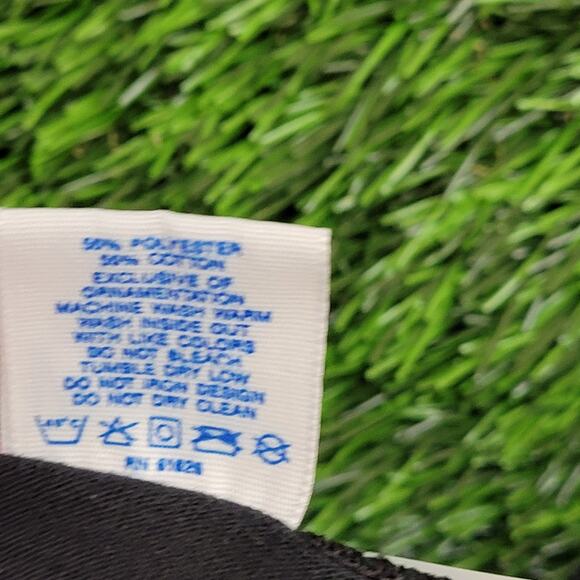 50% POLYESTER
50% COTTON
EXCLUSIVE OF
ORNAMENTATION
MACHINE WASH WARM
WASH INSIDE OUT
WITH LIKE COLORS
DO NOT BLEACH
TUMBLE DRY LOW
DO NOT IRON DESIGN
DO NOT DRY CLEAN
RN